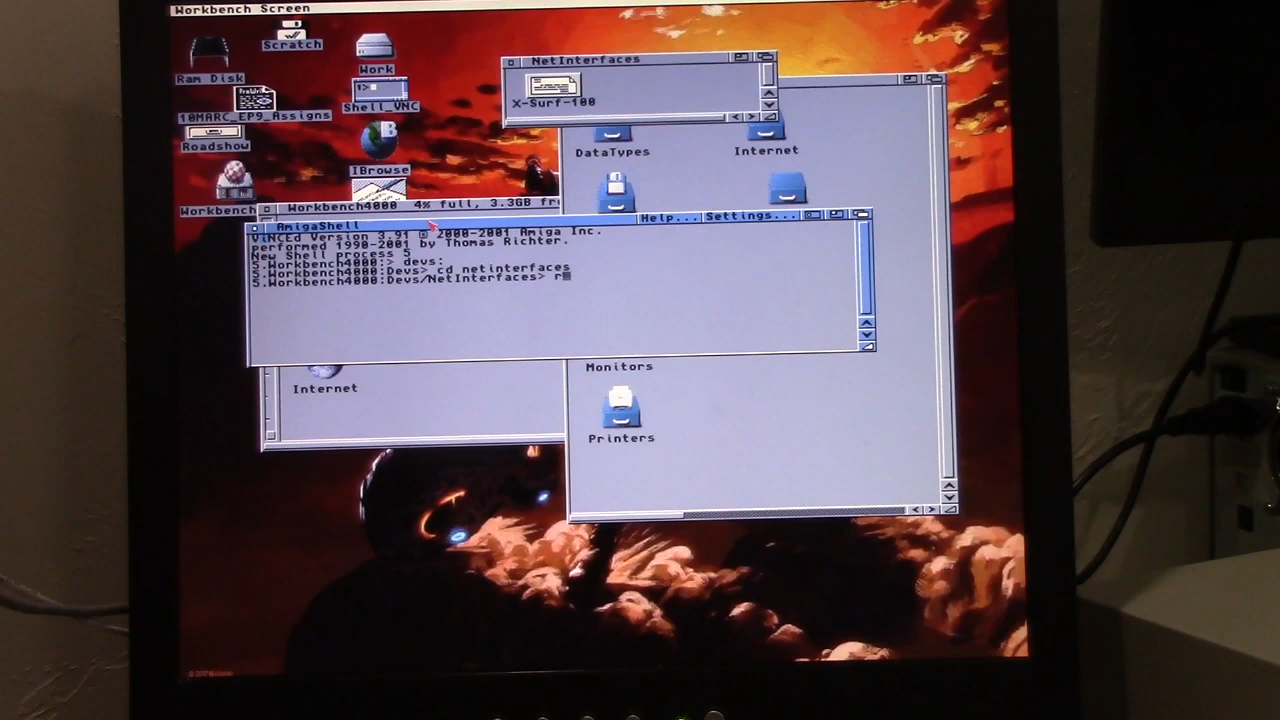 Workbench Screen
Scratch
Ram Disk
Work
10MARC_EP9_Assigns
Shell_VNC
Roadshow
IBrowse
Workbench
NetInterfaces
X-Surf-100
DataTypes
Internet
Workbench4000 4% full, 3.3GB fr
AmigaShell
Help...
Settings...
ViNCEd Version 3.91 © 2000-2001 Amiga Inc.
performed 1990-2001 by Thomas Richter.
New Shell process 5
5.Workbench4000:> devs:
5.Workbench4000:Devs> cd netinterfaces
5.Workbench4000:Devs/NetInterfaces> r
Internet
Monitors
Printers